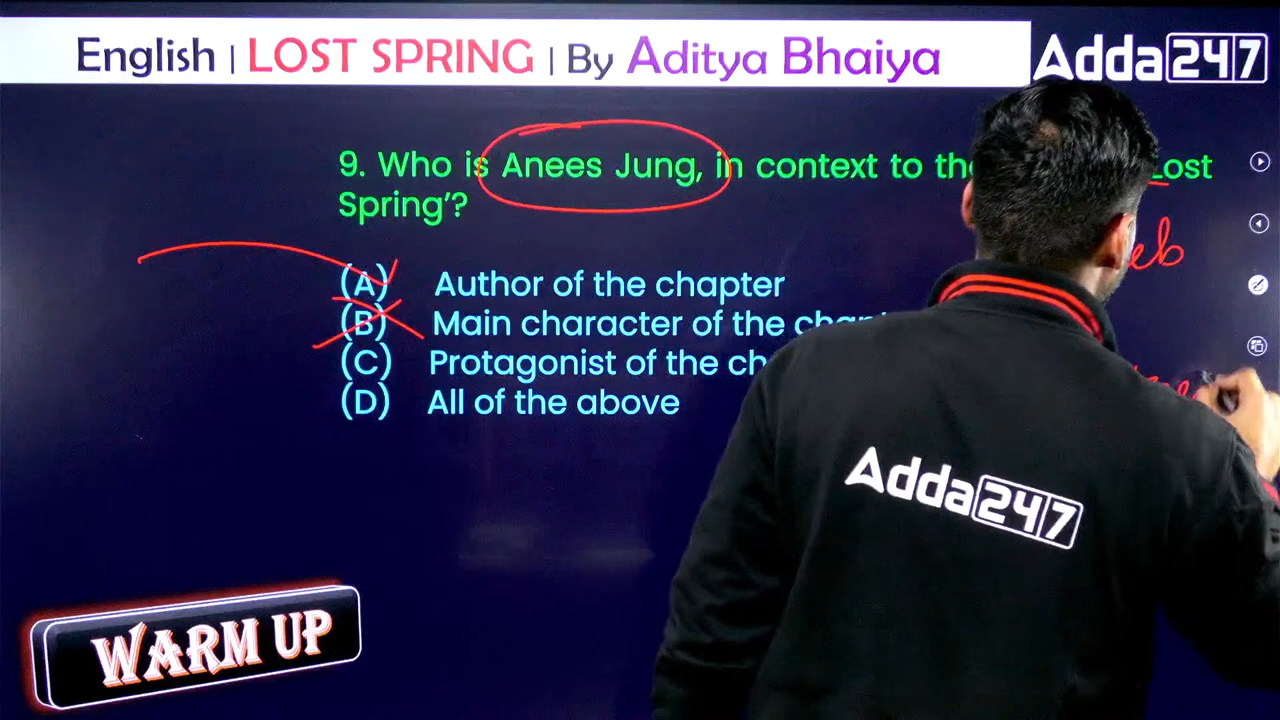 English | LOST SPRING | By Aditya Bhaiya
Adda247
9. Who is Anees Jung, in context to the Lost
Spring'?
(A) Author of the chapter
(B) Main character of the
(C) Protagonist of the
(D) All of the above
Adda247
WARM UP